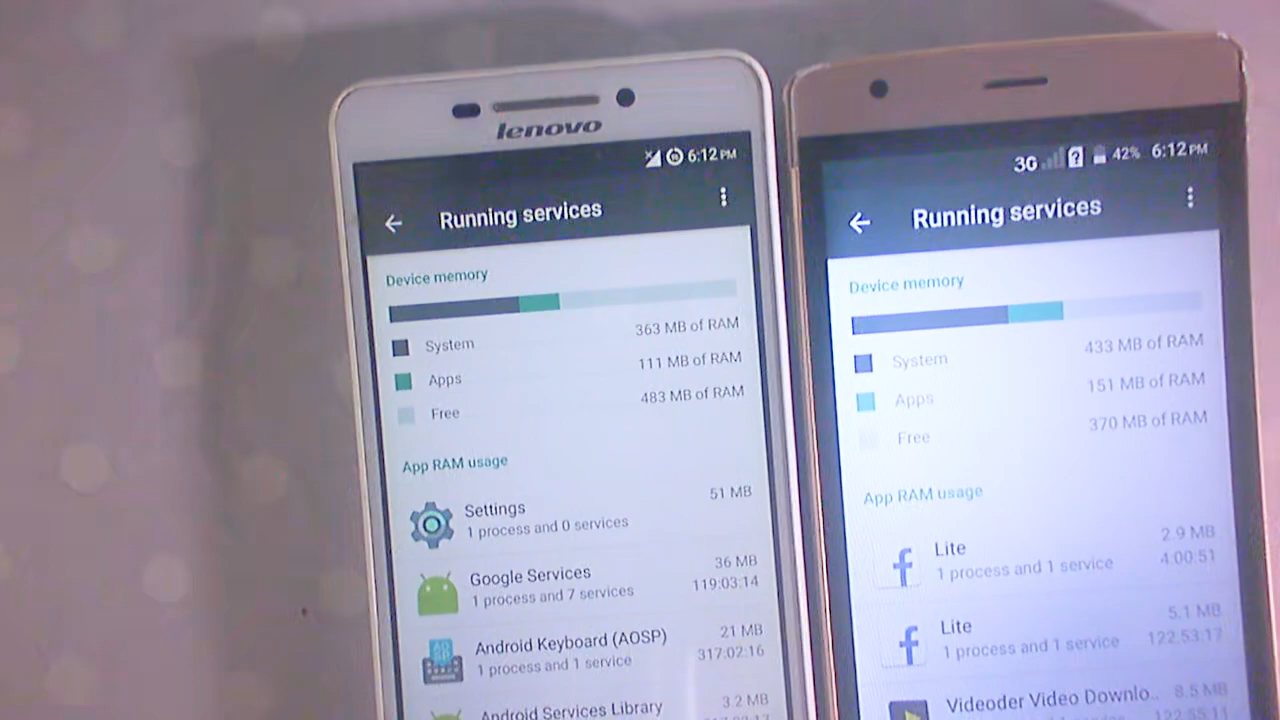 lenovo
6:12 PM
Running services
Device memory
System 363 MB of RAM
Apps 111 MB of RAM
Free 483 MB of RAM
App RAM usage
Settings 51 MB
1 process and 0 services
Google Services 36 MB
1 process and 7 services 119:03:14
Android Keyboard (AOSP) 21 MB
1 process and 1 service 317:02:16
Android Services Library 3.2 MB
3G ? 42% 6:12 PM
Running services
Device memory
System 433 MB of RAM
Apps 151 MB of RAM
Free 370 MB of RAM
App RAM usage
Lite 2.9 MB
1 process and 1 service 4:00:51
Lite 5.1 MB
1 process and 1 service 122:53:17
Videoder Video Downlo.. 8.5 MB